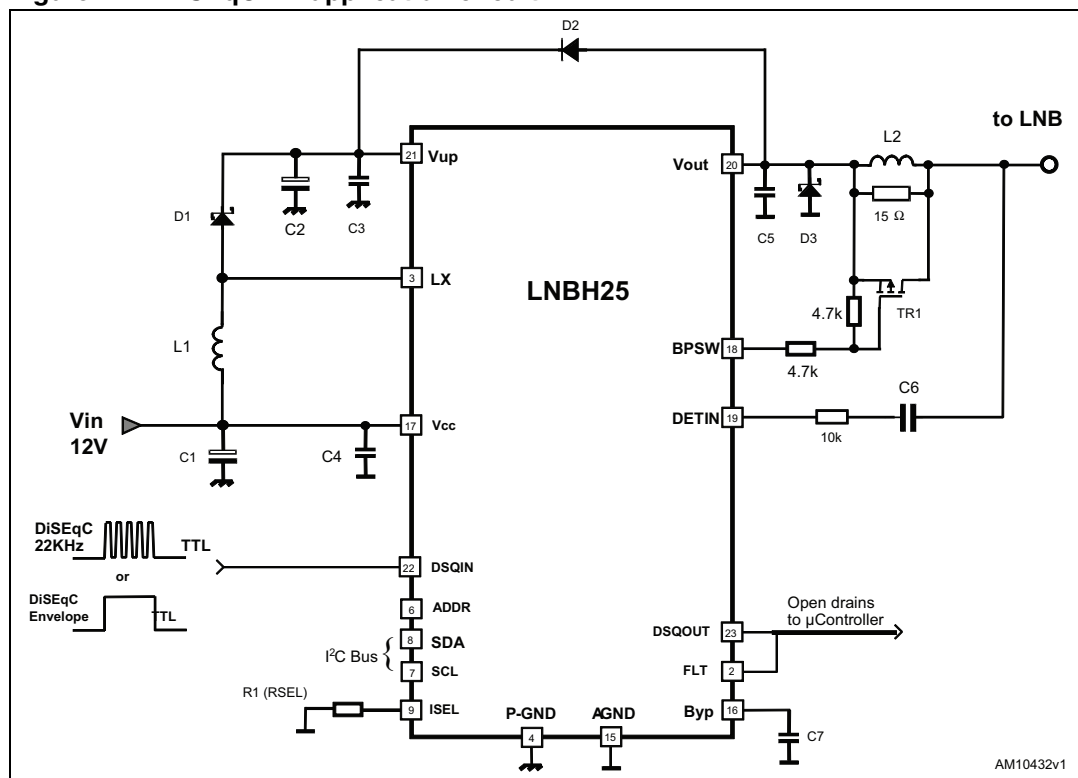 D2
to LNB
L2
21 Vup
Vout 20
D1
C2
C3
C5
D3
15 Ω
3 LX
LNBH25
TR1
4.7k
L1
BPSW 18
4.7k
C6
Vin
12V
17 Vcc
DETIN 19
10k
C1
C4
DiSEqC
22KHz
TTL
or
22 DSQIN
DiSEqC
Envelope
TTL
6 ADDR
Open drains
to µController
8 SDA
DSQOUT 23
I²C Bus {
7 SCL
FLT 2
R1 (RSEL)
9 ISEL
P-GND
AGND
Byp 16
4
15
C7
AM10432v1